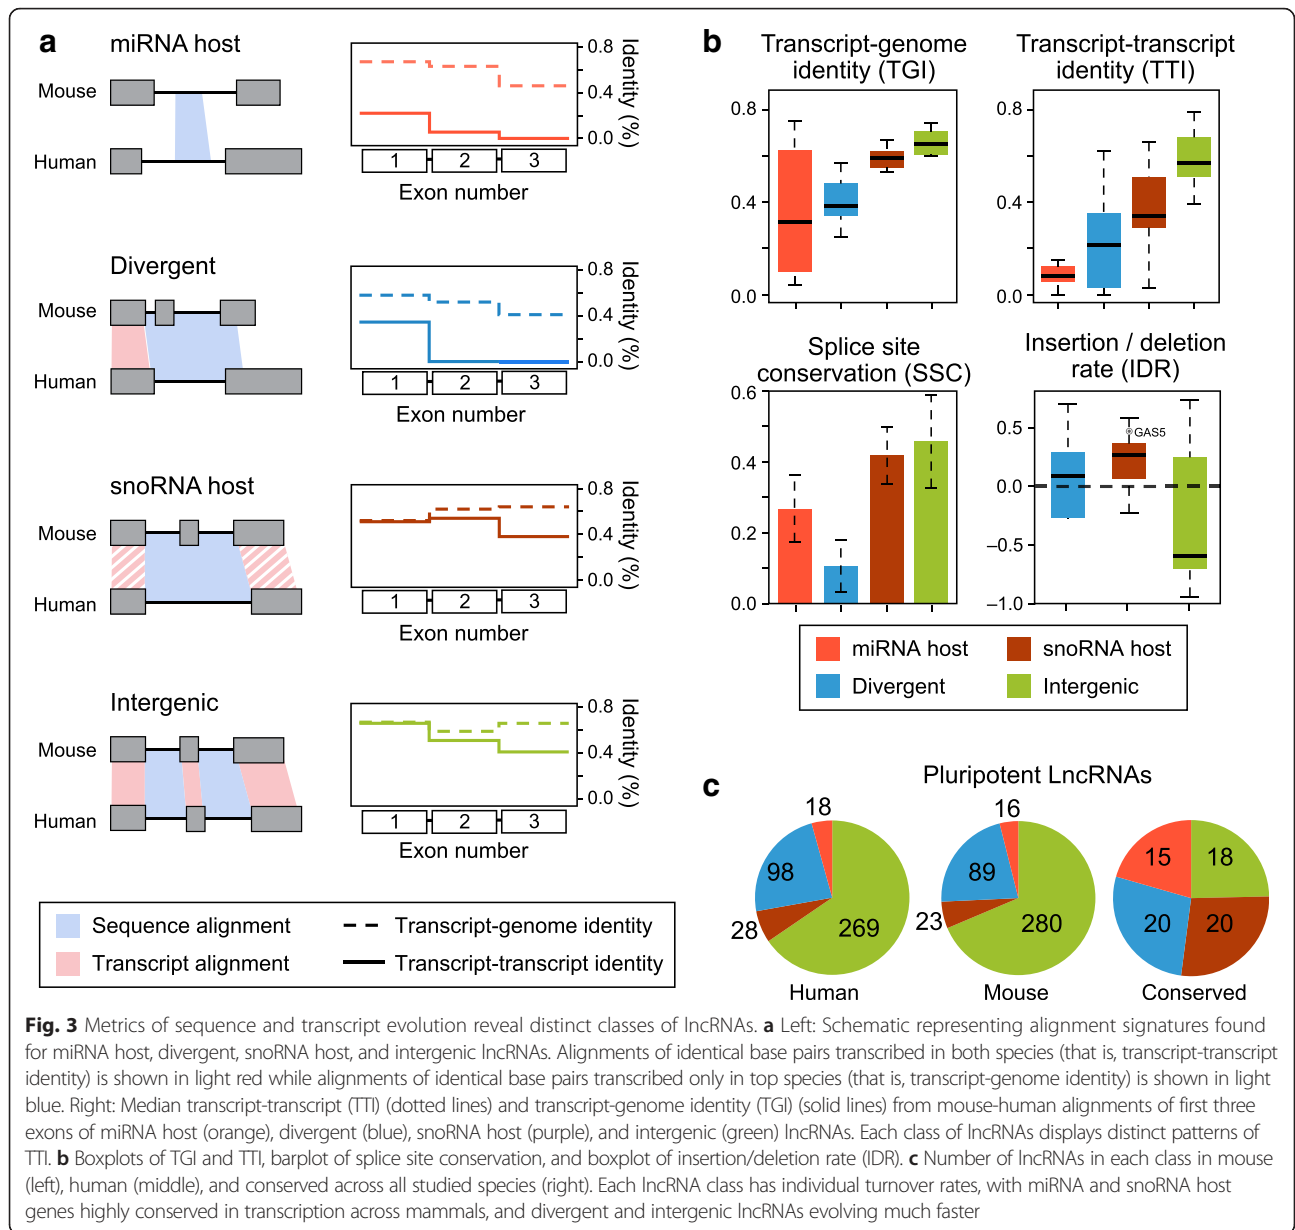 a
miRNA host
Mouse
Human
0.8
0.4
0.0
Identity (%)
1 2 3
Exon number
Divergent
Mouse
Human
0.8
0.4
0.0
Identity (%)
1 2 3
Exon number
snoRNA host
Mouse
Human
0.8
0.4
0.0
Identity (%)
1 2 3
Exon number
Intergenic
Mouse
Human
0.8
0.4
0.0
Identity (%)
1 2 3
Exon number
Sequence alignment
Transcript alignment
Transcript-genome identity
Transcript-transcript identity
b
Transcript-genome
identity (TGI)
0.8
0.4
0.0
Transcript-transcript
identity (TTI)
0.8
0.4
0.0
Splice site
conservation (SSC)
0.6
0.4
0.2
0.0
Insertion / deletion
rate (IDR)
0.5
0.0
–0.5
–1.0
GAS5
miRNA host
snoRNA host
Divergent
Intergenic
c
Pluripotent LncRNAs
18
98
28
269
Human
16
89
23
280
Mouse
15
18
20
20
Conserved
Fig. 3 Metrics of sequence and transcript evolution reveal distinct classes of lncRNAs. a Left: Schematic representing alignment signatures found
for miRNA host, divergent, snoRNA host, and intergenic lncRNAs. Alignments of identical base pairs transcribed in both species (that is, transcript-transcript
identity) is shown in light red while alignments of identical base pairs transcribed only in top species (that is, transcript-genome identity) is shown in light
blue. Right: Median transcript-transcript (TTI) (dotted lines) and transcript-genome identity (TGI) (solid lines) from mouse-human alignments of first three
exons of miRNA host (orange), divergent (blue), snoRNA host (purple), and intergenic (green) lncRNAs. Each class of lncRNAs displays distinct patterns of
TTI. b Boxplots of TGI and TTI, barplot of splice site conservation, and boxplot of insertion/deletion rate (IDR). c Number of lncRNAs in each class in mouse
(left), human (middle), and conserved across all studied species (right). Each lncRNA class has individual turnover rates, with miRNA and snoRNA host
genes highly conserved in transcription across mammals, and divergent and intergenic lncRNAs evolving much faster